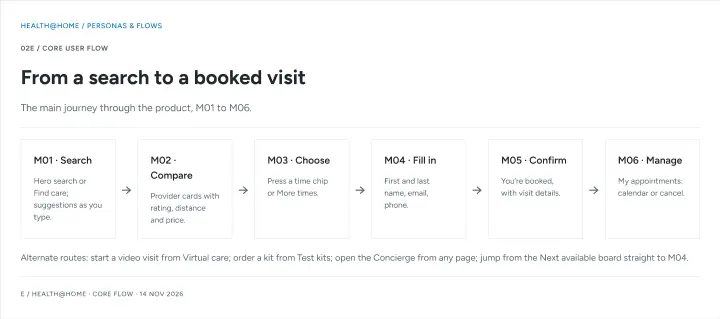 HEALTH@HOME / PERSONAS & FLOWS
02E / CORE USER FLOW
From a search to a booked visit
The main journey through the product, M01 to M06.
M01 · Search
Hero search or
Find care;
suggestions as you
type.
→
M02 ·
Compare
Provider cards with
rating, distance
and price.
→
M03 · Choose
Press a time chip
or More times.
→
M04 · Fill in
First and last
name, email,
phone.
→
M05 · Confirm
You're booked,
with visit details.
→
M06 · Manage
My appointments:
calendar or cancel.
Alternate routes: start a video visit from Virtual care; order a kit from Test kits; open the Concierge from any page; jump from the Next available board straight to M04.
E / HEALTH@HOME · CORE FLOW · 14 NOV 2026